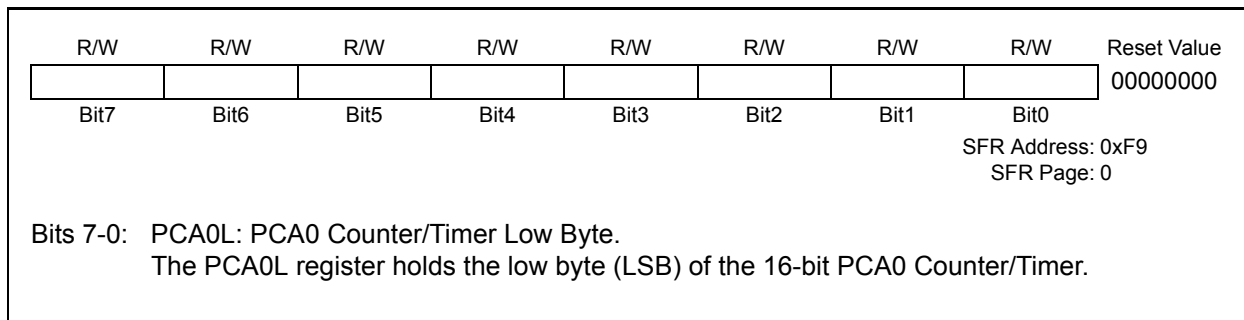 R/W R/W R/W R/W R/W R/W R/W R/W Reset Value
00000000
Bit7 Bit6 Bit5 Bit4 Bit3 Bit2 Bit1 Bit0
SFR Address: 0xF9
SFR Page: 0
Bits 7-0: PCA0L: PCA0 Counter/Timer Low Byte.
The PCA0L register holds the low byte (LSB) of the 16-bit PCA0 Counter/Timer.